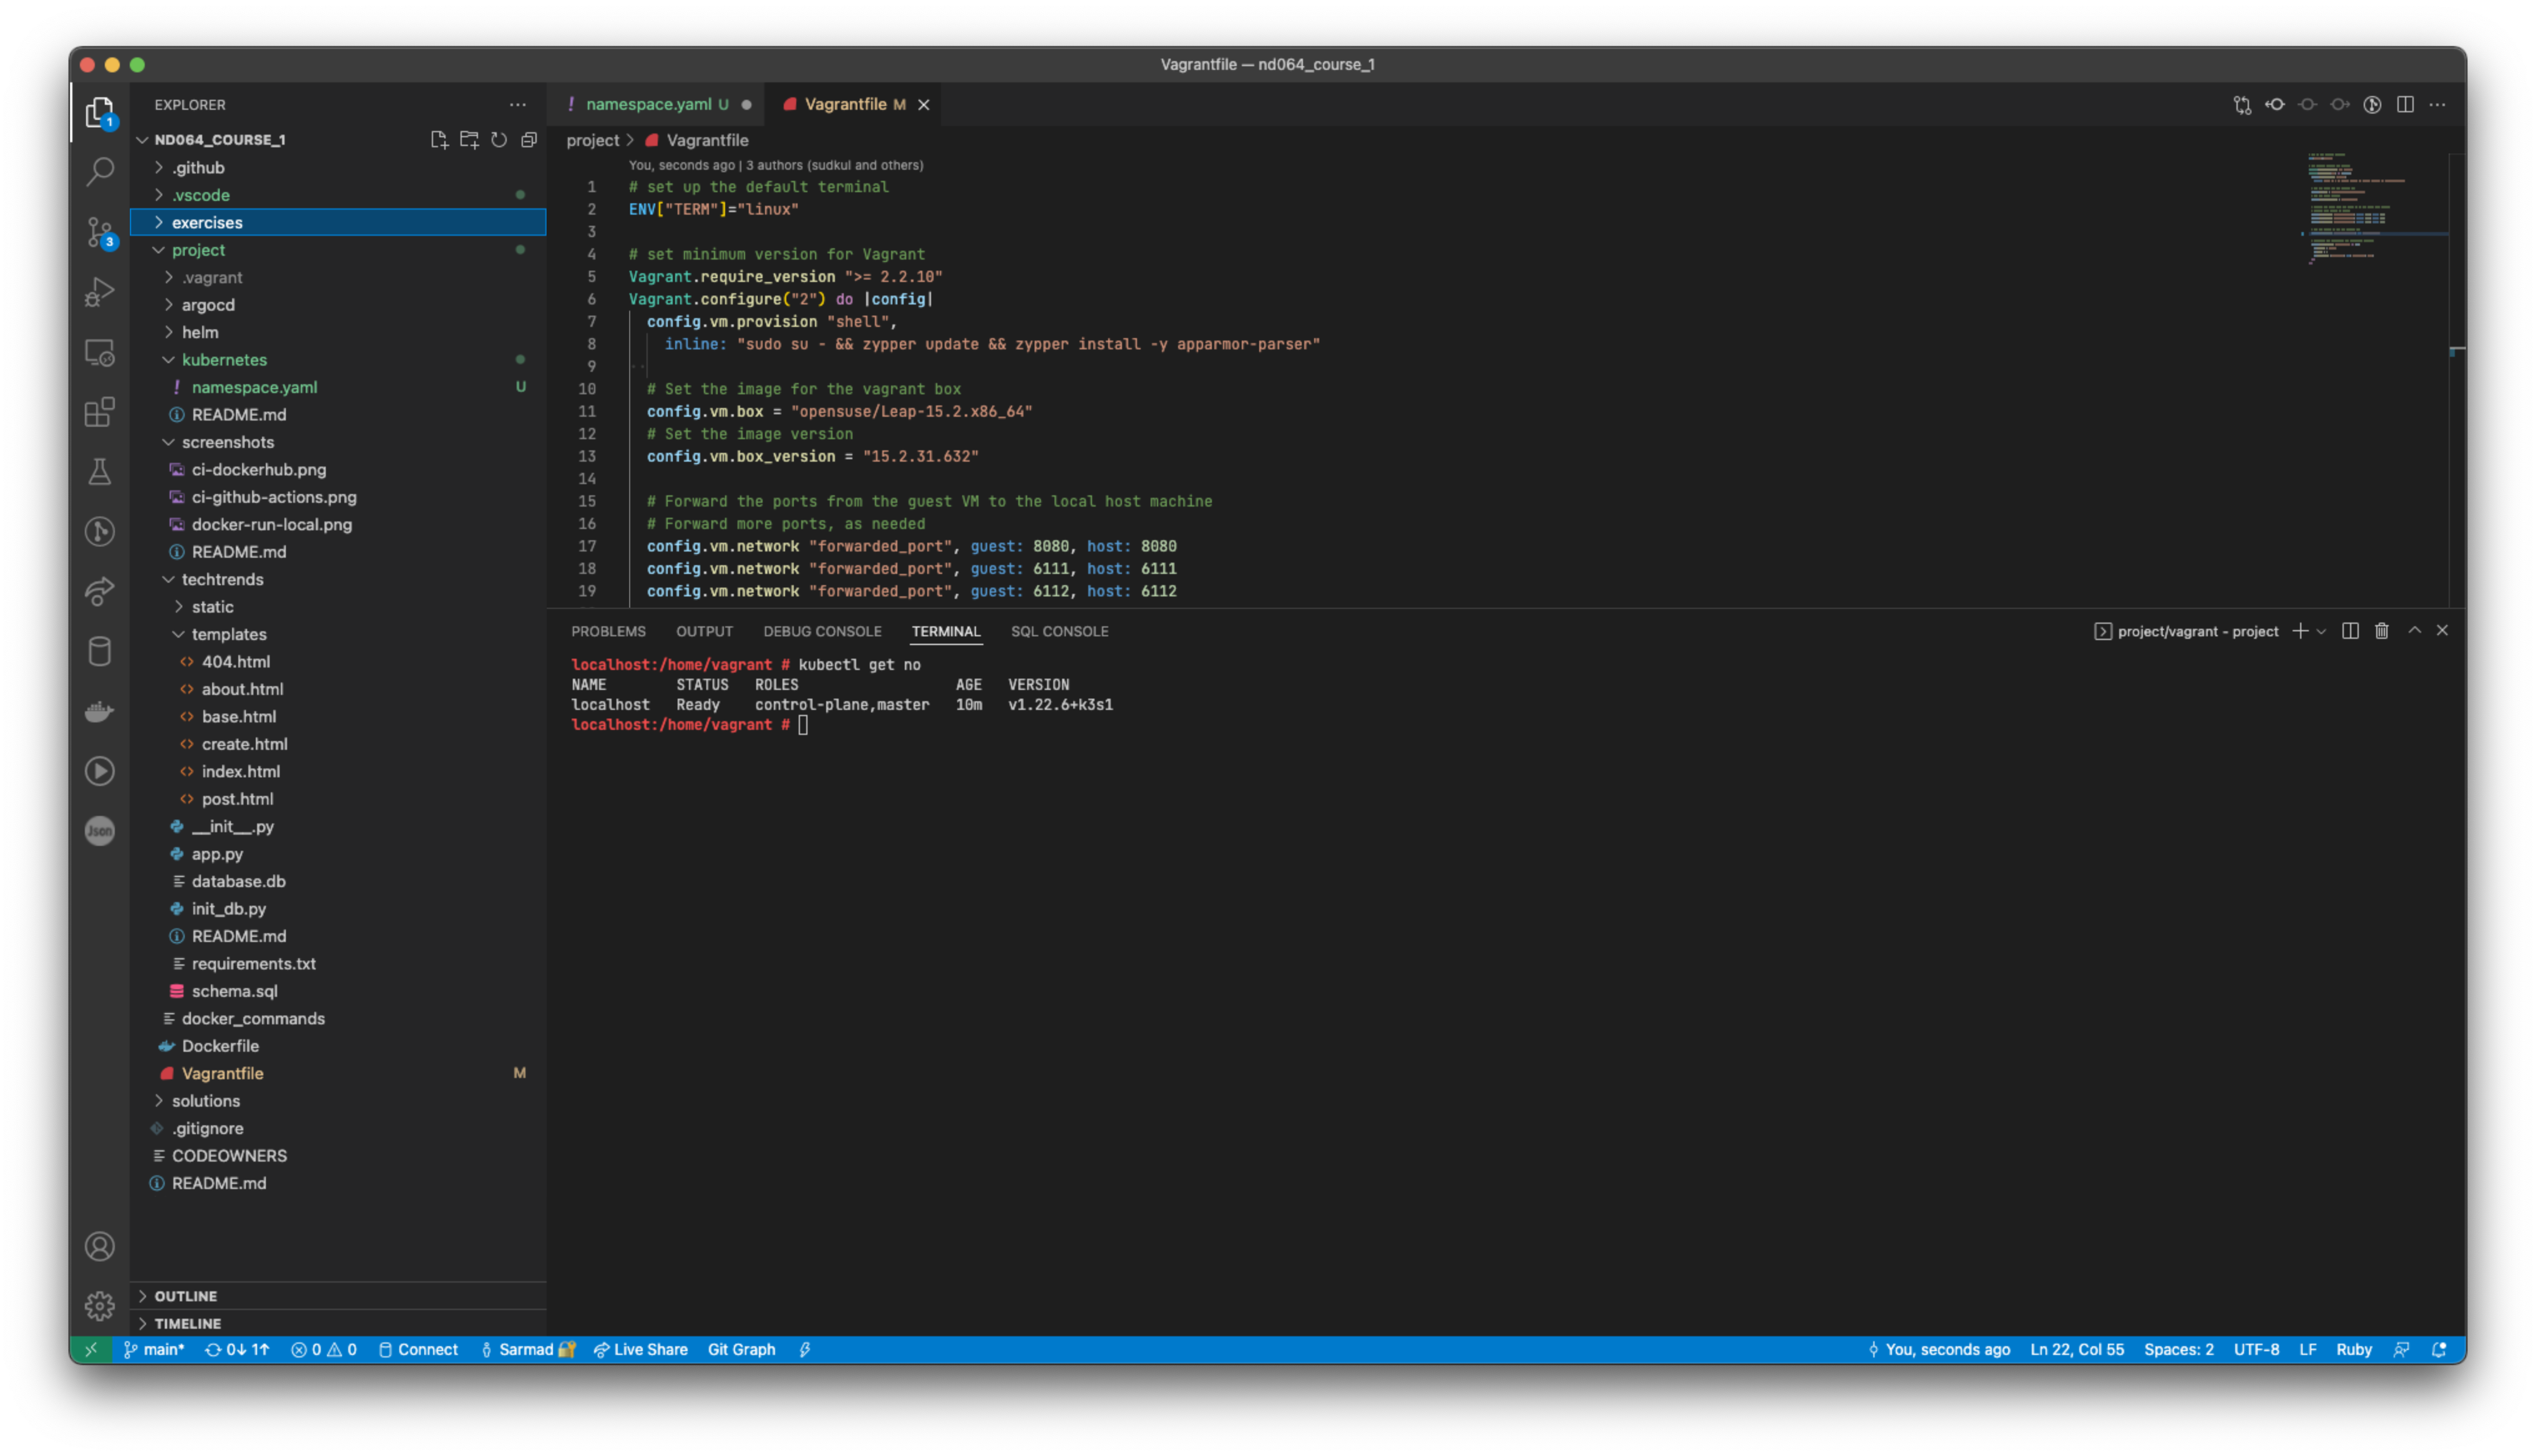 Vagrantfile — nd064_course_1
EXPLORER
ND064_COURSE_1
.github
.vscode
exercises
project
.vagrant
argocd
helm
kubernetes
! namespace.yaml U
README.md
screenshots
ci-dockerhub.png
ci-github-actions.png
docker-run-local.png
README.md
techtrends
static
templates
<> 404.html
<> about.html
<> base.html
<> create.html
<> index.html
<> post.html
__init__.py
app.py
database.db
init_db.py
README.md
requirements.txt
schema.sql
docker_commands
Dockerfile
Vagrantfile M
solutions
.gitignore
CODEOWNERS
README.md
OUTLINE
TIMELINE
1
3
Json
! namespace.yaml U
Vagrantfile M
project > Vagrantfile
You, seconds ago | 3 authors (sudkul and others)
1 # set up the default terminal
2 ENV["TERM"]="linux"
3
4 # set minimum version for Vagrant
5 Vagrant.require_version ">= 2.2.10"
6 Vagrant.configure("2") do |config|
7 config.vm.provision "shell",
8 inline: "sudo su - && zypper update && zypper install -y apparmor-parser"
9
10 # Set the image for the vagrant box
11 config.vm.box = "opensuse/Leap-15.2.x86_64"
12 # Set the image version
13 config.vm.box_version = "15.2.31.632"
14
15 # Forward the ports from the guest VM to the local host machine
16 # Forward more ports, as needed
17 config.vm.network "forwarded_port", guest: 8080, host: 8080
18 config.vm.network "forwarded_port", guest: 6111, host: 6111
19 config.vm.network "forwarded_port", guest: 6112, host: 6112
PROBLEMS OUTPUT DEBUG CONSOLE TERMINAL SQL CONSOLE
project/vagrant - project
localhost:/home/vagrant # kubectl get no
NAME STATUS ROLES AGE VERSION
localhost Ready control-plane,master 10m v1.22.6+k3s1
localhost:/home/vagrant #
main* 0↓ 1↑ 0 0 Connect Sarmad Live Share Git Graph
You, seconds ago Ln 22, Col 55 Spaces: 2 UTF-8 LF Ruby